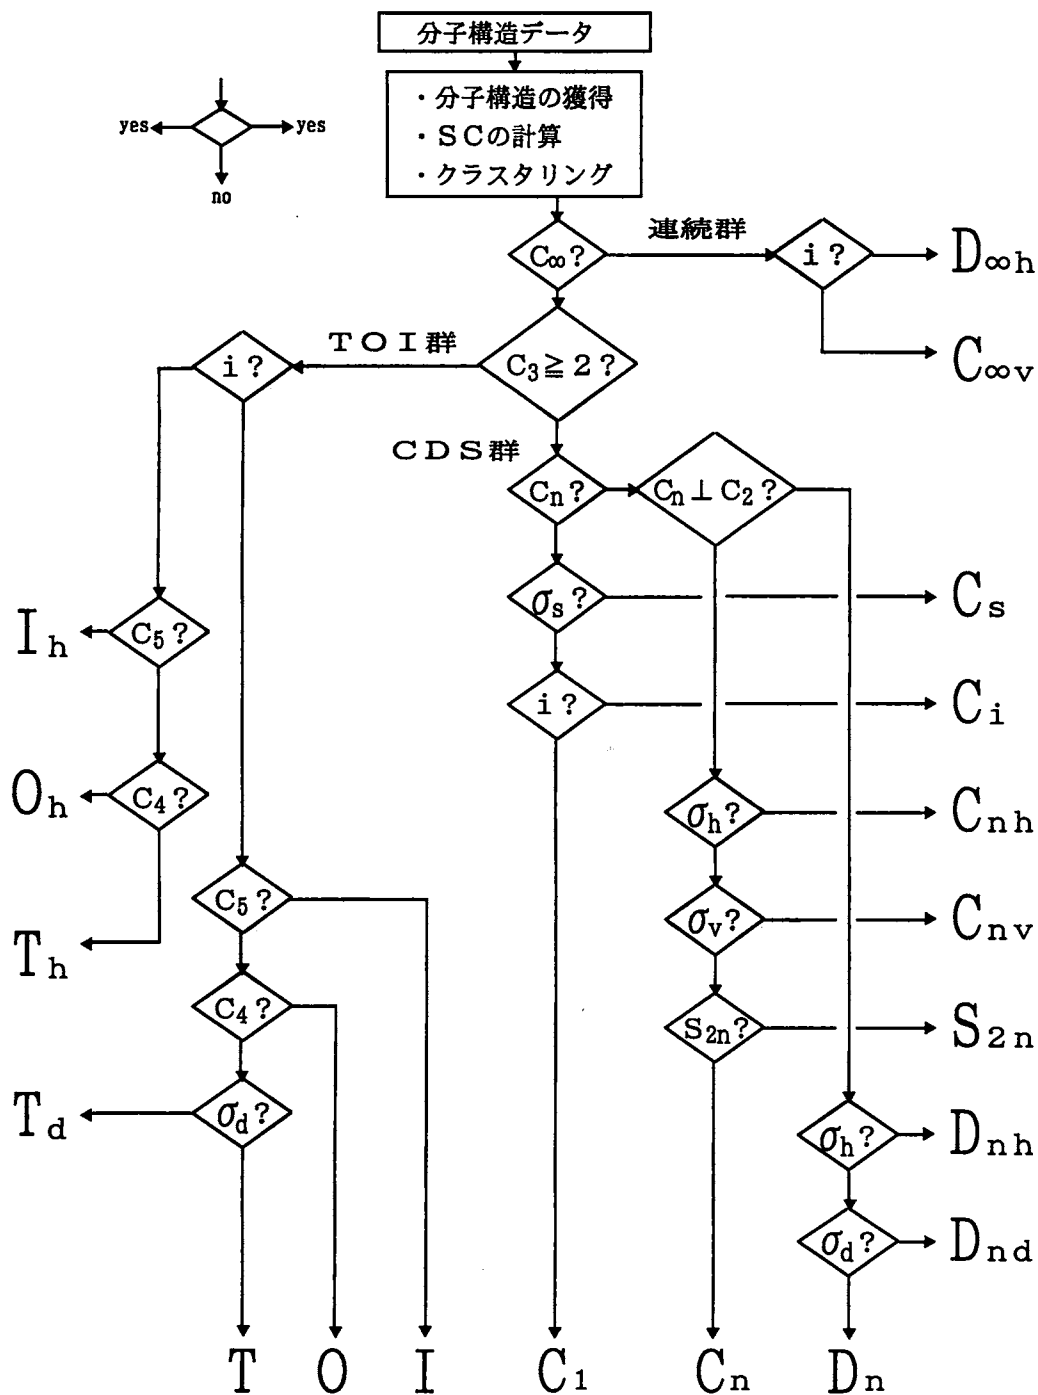 分子構造データ
・分子構造の獲得
・SCの計算
・クラスタリング
yes
yes
no
C∞?
連続群
i?
D∞h
C∞v
TOI群
i?
C3≧2?
CDS群
Cn?
Cn⊥C2?
σs?
Cs
Ih
C5?
i?
Ci
Oh
C4?
σh?
Cnh
C5?
σv?
Cnv
Th
C4?
S2n?
S2n
Td
σd?
σh?
Dnh
σd?
Dnd
T
O
I
C1
Cn
Dn